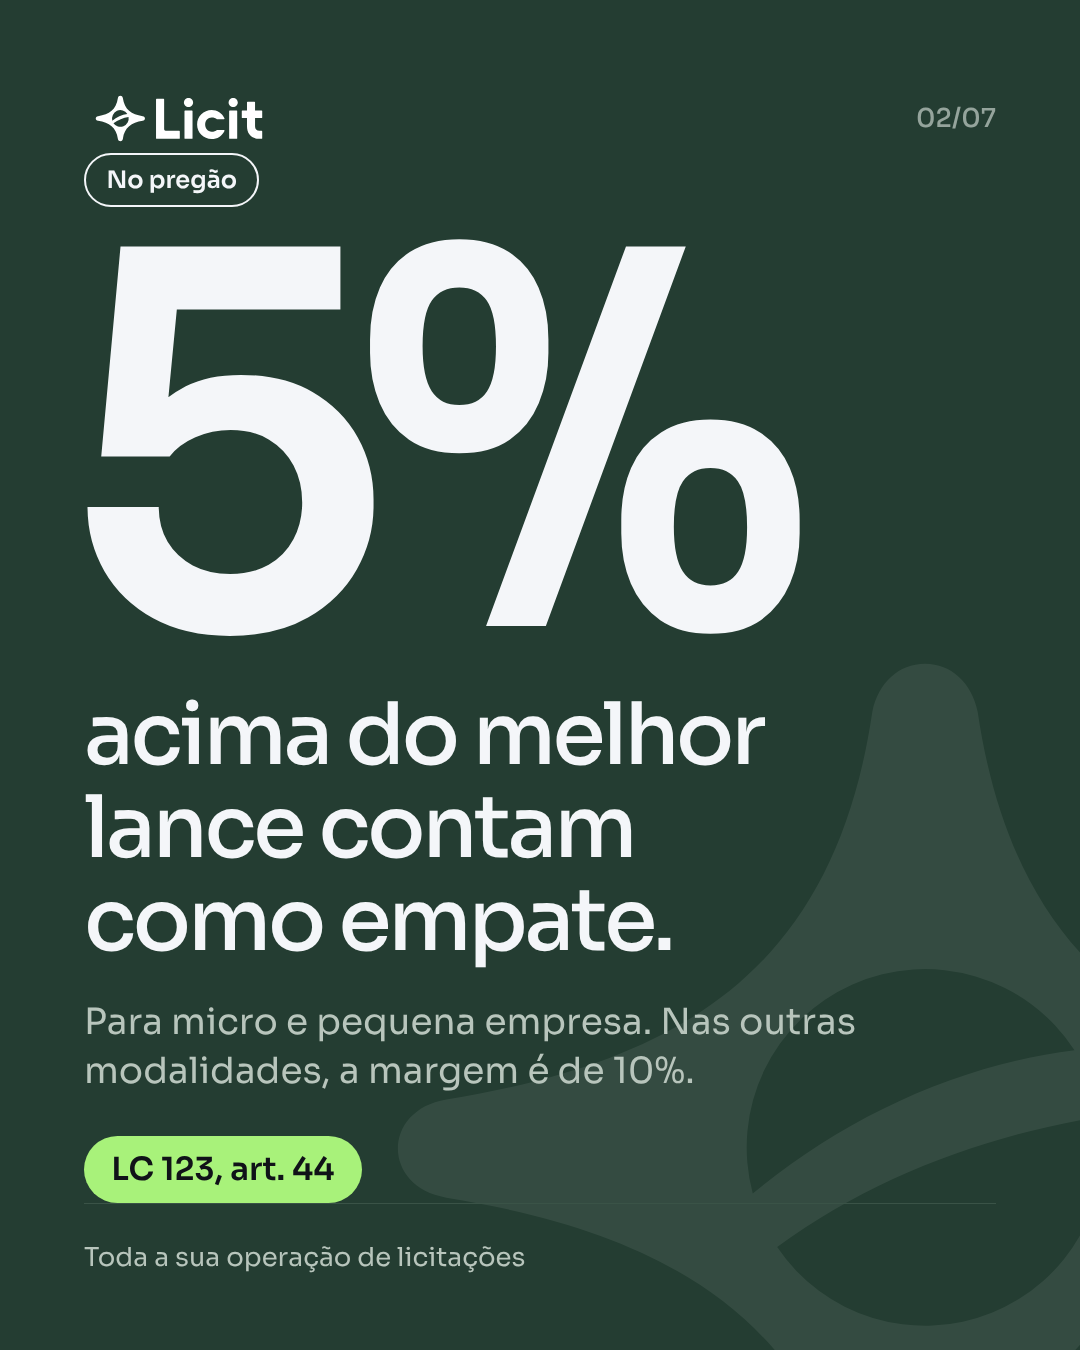 Licit
02/07
No pregão
5%
acima do melhor
lance contam
como empate.
Para micro e pequena empresa. Nas outras
modalidades, a margem é de 10%.
LC 123, art. 44
Toda a sua operação de licitações